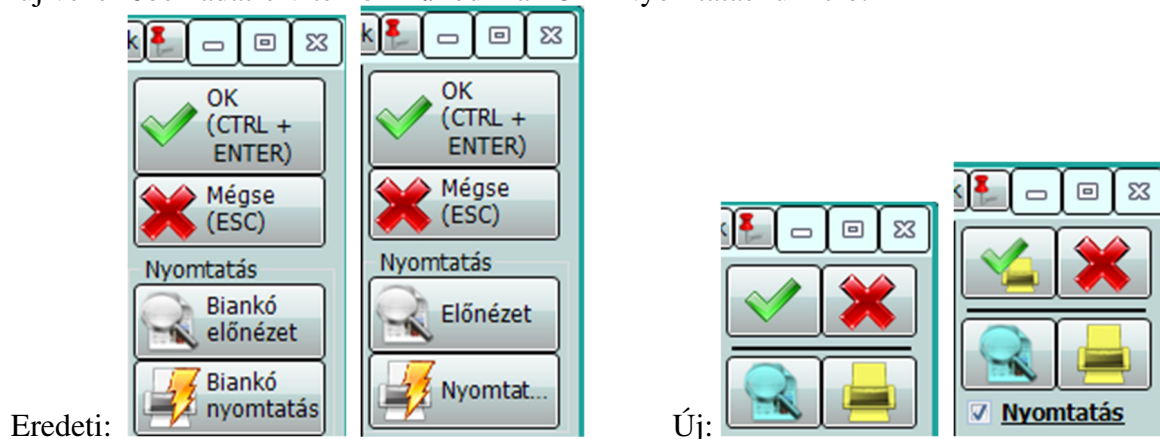 k
OK
(CTRL +
ENTER)
Mégse
(ESC)
Nyomtatás
Biankó
előnézet
Biankó
nyomtatás
k
OK
(CTRL +
ENTER)
Mégse
(ESC)
Nyomtatás
Előnézet
Nyomtat...
Eredeti:
Új:
Nyomtatás